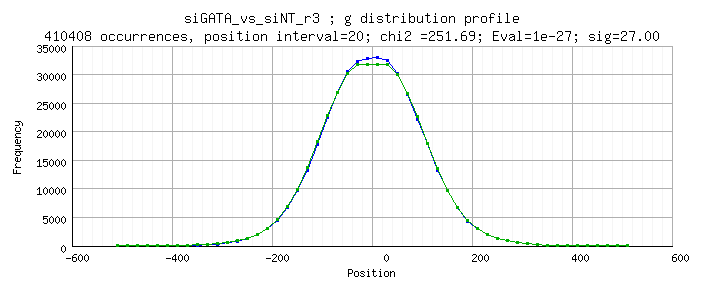 siGATA_vs_siNT_r3 ; g distribution profile
410408 occurrences, position interval=20; chi2 =251.69; Eval=1e-27; sig=27.00
35000
30000
25000
20000
15000
10000
5000
0
Frequency
-600 -400 -200 0 200 400 600
Position